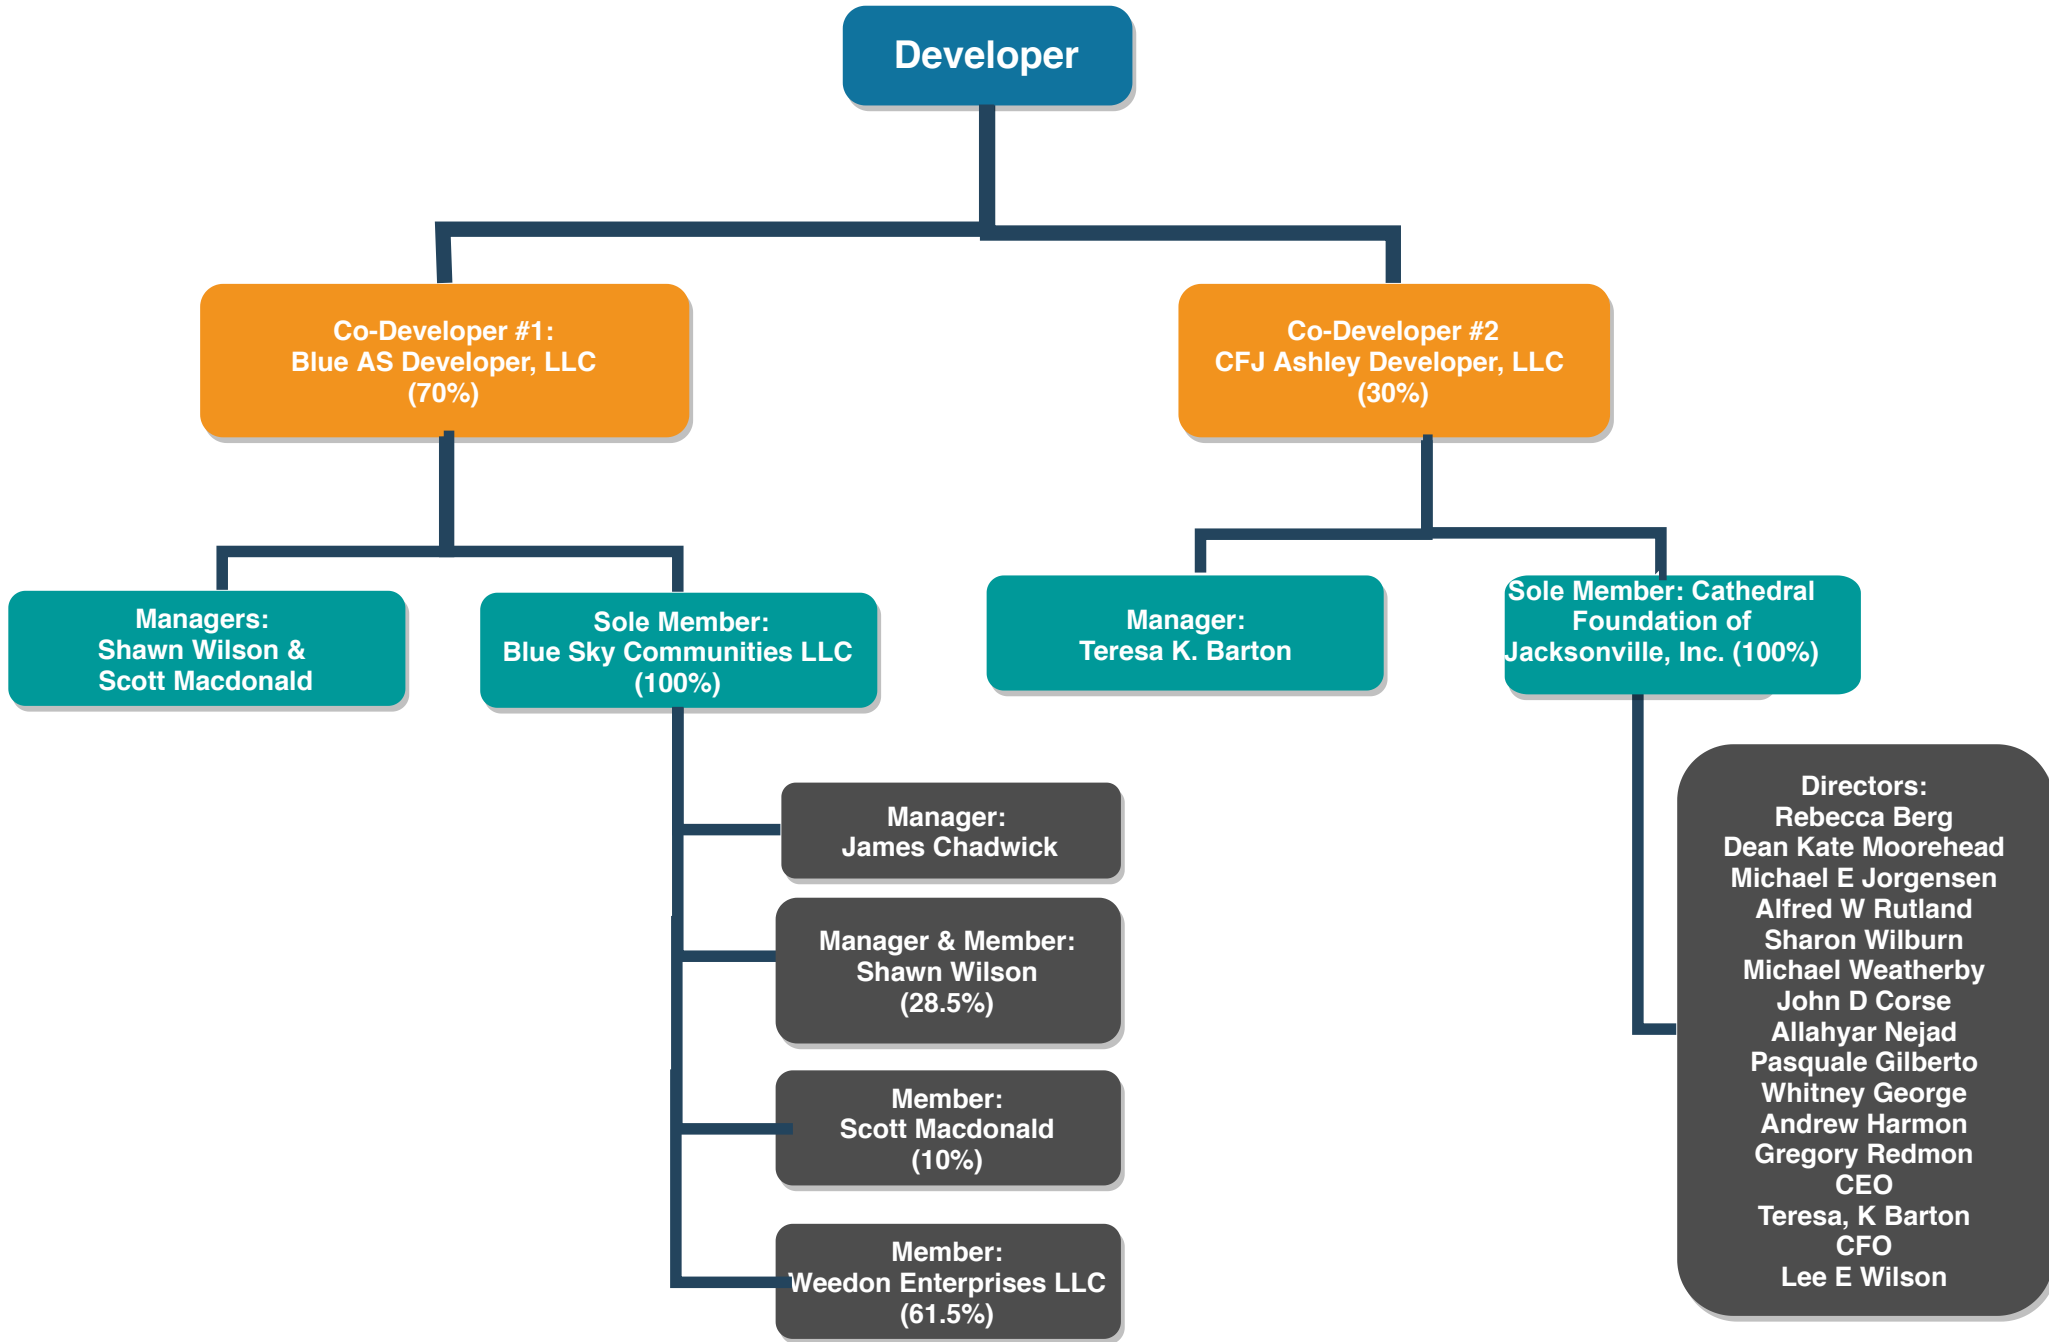 Developer
Co-Developer #1:
Blue AS Developer, LLC
(70%)
Co-Developer #2
CFJ Ashley Developer, LLC
(30%)
Managers:
Shawn Wilson &
Scott Macdonald
Sole Member:
Blue Sky Communities LLC
(100%)
Manager:
Teresa K. Barton
Sole Member: Cathedral
Foundation of
Jacksonville, Inc. (100%)
Manager:
James Chadwick
Manager & Member:
Shawn Wilson
(28.5%)
Member:
Scott Macdonald
(10%)
Member:
Weedon Enterprises LLC
(61.5%)
Directors:
Rebecca Berg
Dean Kate Moorehead
Michael E Jorgensen
Alfred W Rutland
Sharon Wilburn
Michael Weatherby
John D Corse
Allahyar Nejad
Pasquale Gilberto
Whitney George
Andrew Harmon
Gregory Redmon
CEO
Teresa, K Barton
CFO
Lee E Wilson